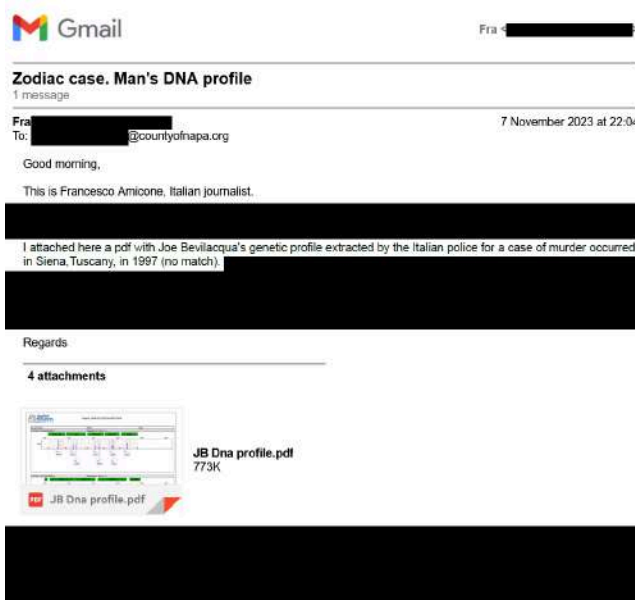 Gmail
Fra <
Zodiac case. Man's DNA profile
1 message
Fra
7 November 2023 at 22:04
To: @countyofnapa.org
Good morning,
This is Francesco Amicone, Italian journalist.
I attached here a pdf with Joe Bevilacqua's genetic profile extracted by the Italian police for a case of murder occurred
in Siena, Tuscany, in 1997 (no match).
Regards
4 attachments
JB Dna profile.pdf
773K
PDF JB Dna profile.pdf